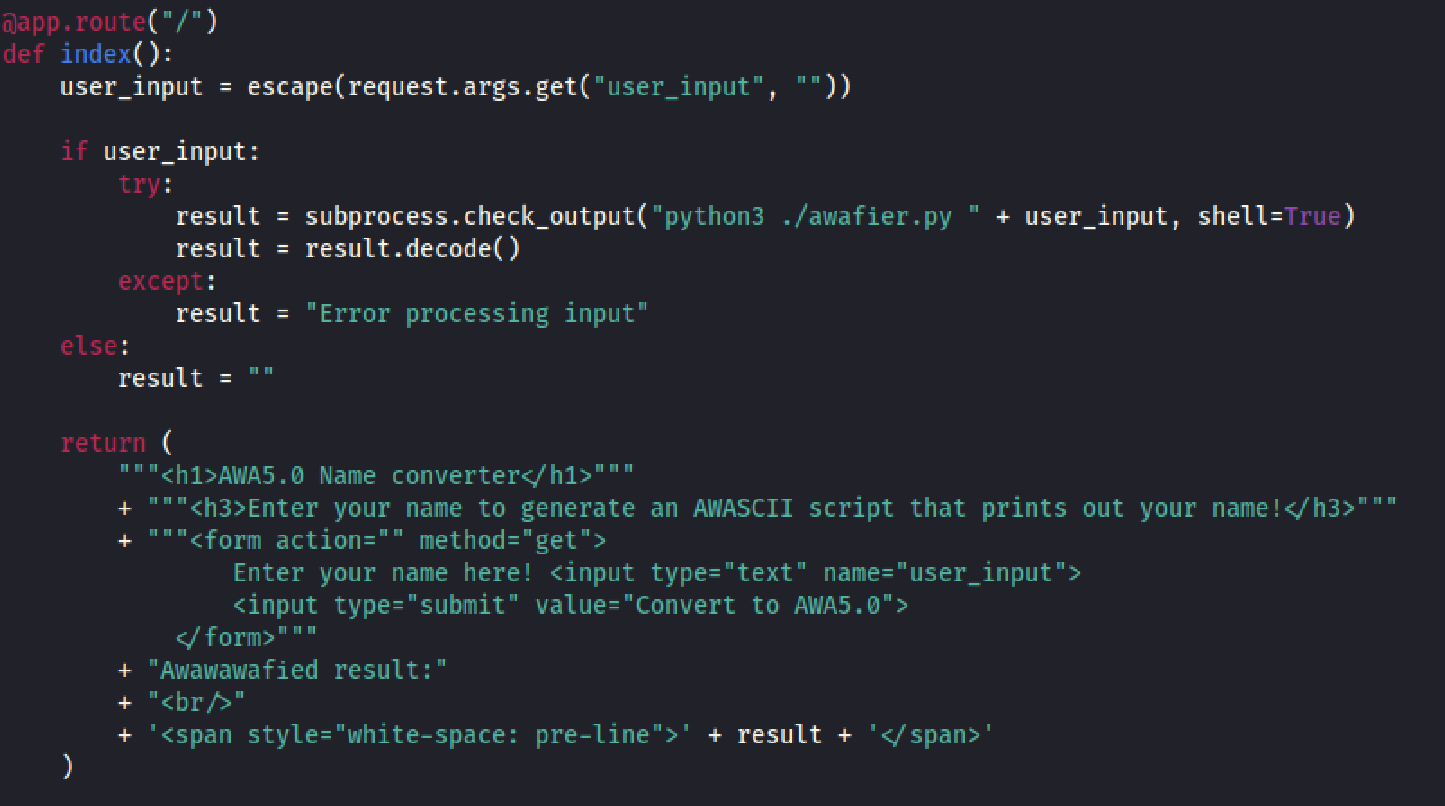 @app.route("/")
def index():
    user_input = escape(request.args.get("user_input", ""))

    if user_input:
        try:
            result = subprocess.check_output("python3 ./awafier.py " + user_input, shell=True)
            result = result.decode()
        except:
            result = "Error processing input"
    else:
        result = ""

    return (
        """<h1>AWA5.0 Name converter</h1>"""
        + """<h3>Enter your name to generate an AWASCII script that prints out your name!</h3>"""
        + """<form action="" method="get">
                Enter your name here! <input type="text" name="user_input">
                <input type="submit" value="Convert to AWA5.0">
            </form>"""
        + "Awawawafied result:"
        + "<br/>"
        + '<span style="white-space: pre-line">' + result + '</span>'
    )